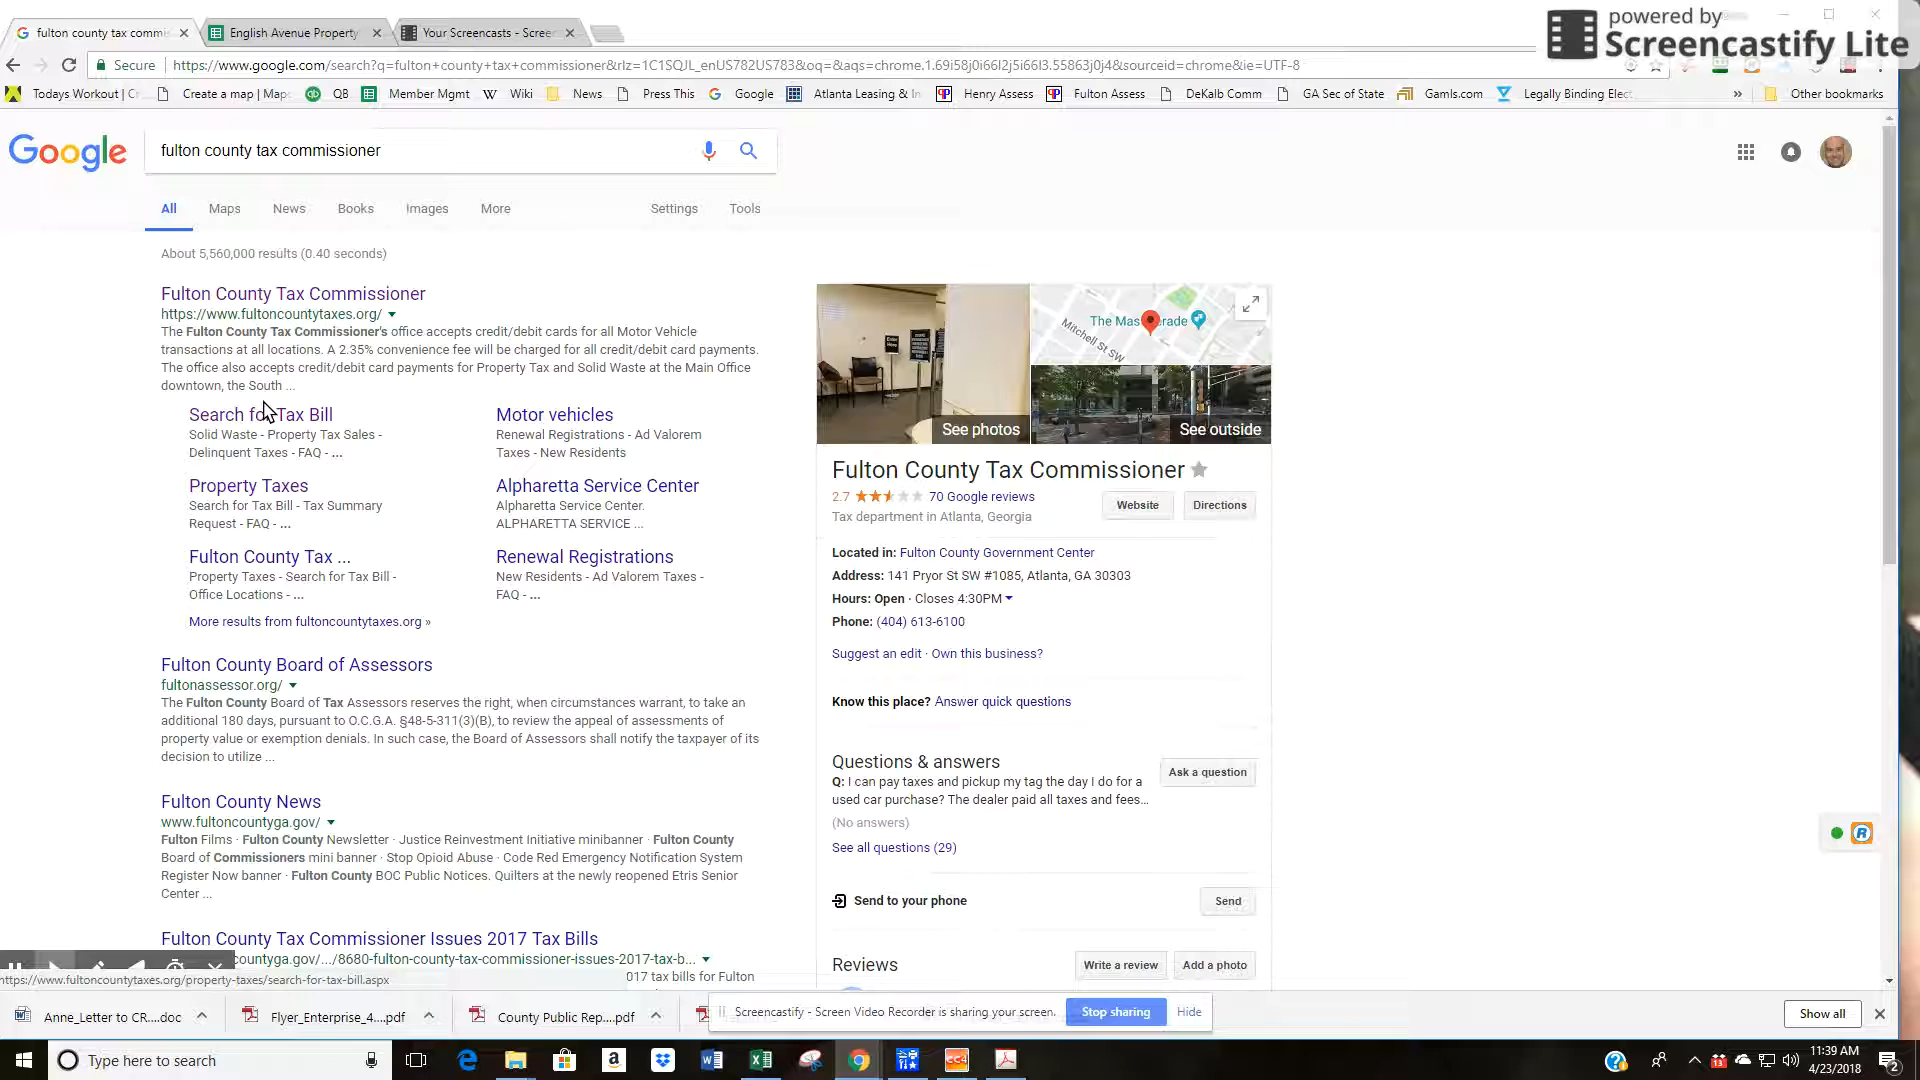 powered by
Screencastify Lite
fulton county tax commi
English Avenue Property
Your Screencasts - Screen
Secure
https://www.google.com/search?q=fulton+county+tax+commissioner&rlz=1C1SQJL_enUS782US783&oq=&aqs=chrome.1.69i58j0i66l2j5i66l3.55863j0j4&sourceid=chrome&ie=UTF-8
Todays Workout | C
Create a map | Map
QB
Member Mgmt
Wiki
News
Press This
Google
Atlanta Leasing & In
Henry Assess
Fulton Assess
DeKalb Comm
GA Sec of State
Gamls.com
Legally Binding Elect
»
Other bookmarks
Google
fulton county tax commissioner
All
Maps
News
Books
Images
More
Settings
Tools
About 5,560,000 results (0.40 seconds)
Fulton County Tax Commissioner
https://www.fultoncountytaxes.org/
The Fulton County Tax Commissioner's office accepts credit/debit cards for all Motor Vehicle
transactions at all locations. A 2.35% convenience fee will be charged for all credit/debit card payments.
The office also accepts credit/debit card payments for Property Tax and Solid Waste at the Main Office
downtown, the South ...
Search for Tax Bill
Solid Waste - Property Tax Sales -
Delinquent Taxes - FAQ - ...
Motor vehicles
Renewal Registrations - Ad Valorem
Taxes - New Residents
Property Taxes
Search for Tax Bill - Tax Summary
Request - FAQ - ...
Alpharetta Service Center
Alpharetta Service Center.
ALPHARETTA SERVICE ...
Fulton County Tax ...
Property Taxes - Search for Tax Bill -
Office Locations - ...
Renewal Registrations
New Residents - Ad Valorem Taxes -
FAQ - ...
More results from fultoncountytaxes.org »
Fulton County Board of Assessors
fultonassessor.org/
The Fulton County Board of Tax Assessors reserves the right, when circumstances warrant, to take an
additional 180 days, pursuant to O.C.G.A. §48-5-311(3)(B), to review the appeal of assessments of
property value or exemption denials. In such case, the Board of Assessors shall notify the taxpayer of its
decision to utilize ...
Fulton County News
www.fultoncountyga.gov/
Fulton Films · Fulton County Newsletter · Justice Reinvestment Initiative minibanner · Fulton County
Board of Commissioners mini banner · Stop Opioid Abuse · Code Red Emergency Notification System
Register Now banner · Fulton County BOC Public Notices. Quilters at the newly reopened Etris Senior
Center ...
Fulton County Tax Commissioner Issues 2017 Tax Bills
countyga.gov/.../8680-fulton-county-tax-commissioner-issues-2017-tax-b...
017 tax bills for Fulton
https://www.fultoncountytaxes.org/property-taxes/search-for-tax-bill.aspx
Mitchell St SW
See photos
See outside
Fulton County Tax Commissioner
2.7
70 Google reviews
Tax department in Atlanta, Georgia
Website
Directions
Located in: Fulton County Government Center
Address: 141 Pryor St SW #1085, Atlanta, GA 30303
Hours: Open · Closes 4:30PM
Phone: (404) 613-6100
Suggest an edit · Own this business?
Know this place? Answer quick questions
Questions & answers
Ask a question
Q: I can pay taxes and pickup my tag the day I do for a
used car purchase? The dealer paid all taxes and fees...
(No answers)
See all questions (29)
Send to your phone
Send
Reviews
Write a review
Add a photo
Anne_Letter to CR....doc
Flyer_Enterprise_4....pdf
County Public Rep....pdf
Screencastify - Screen Video Recorder is sharing your screen.
Stop sharing
Hide
Show all
Type here to search
CC4
13
11:39 AM
4/23/2018
2